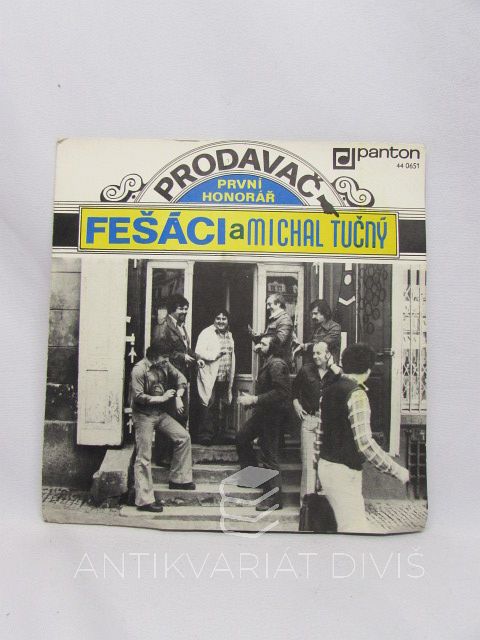 PRODAVAČ
PRVNÍ
HONORÁŘ
panton
44 0651
FEŠÁCI a MICHAL TUČNÝ
ANTIKVARIÁT DIVIŠ